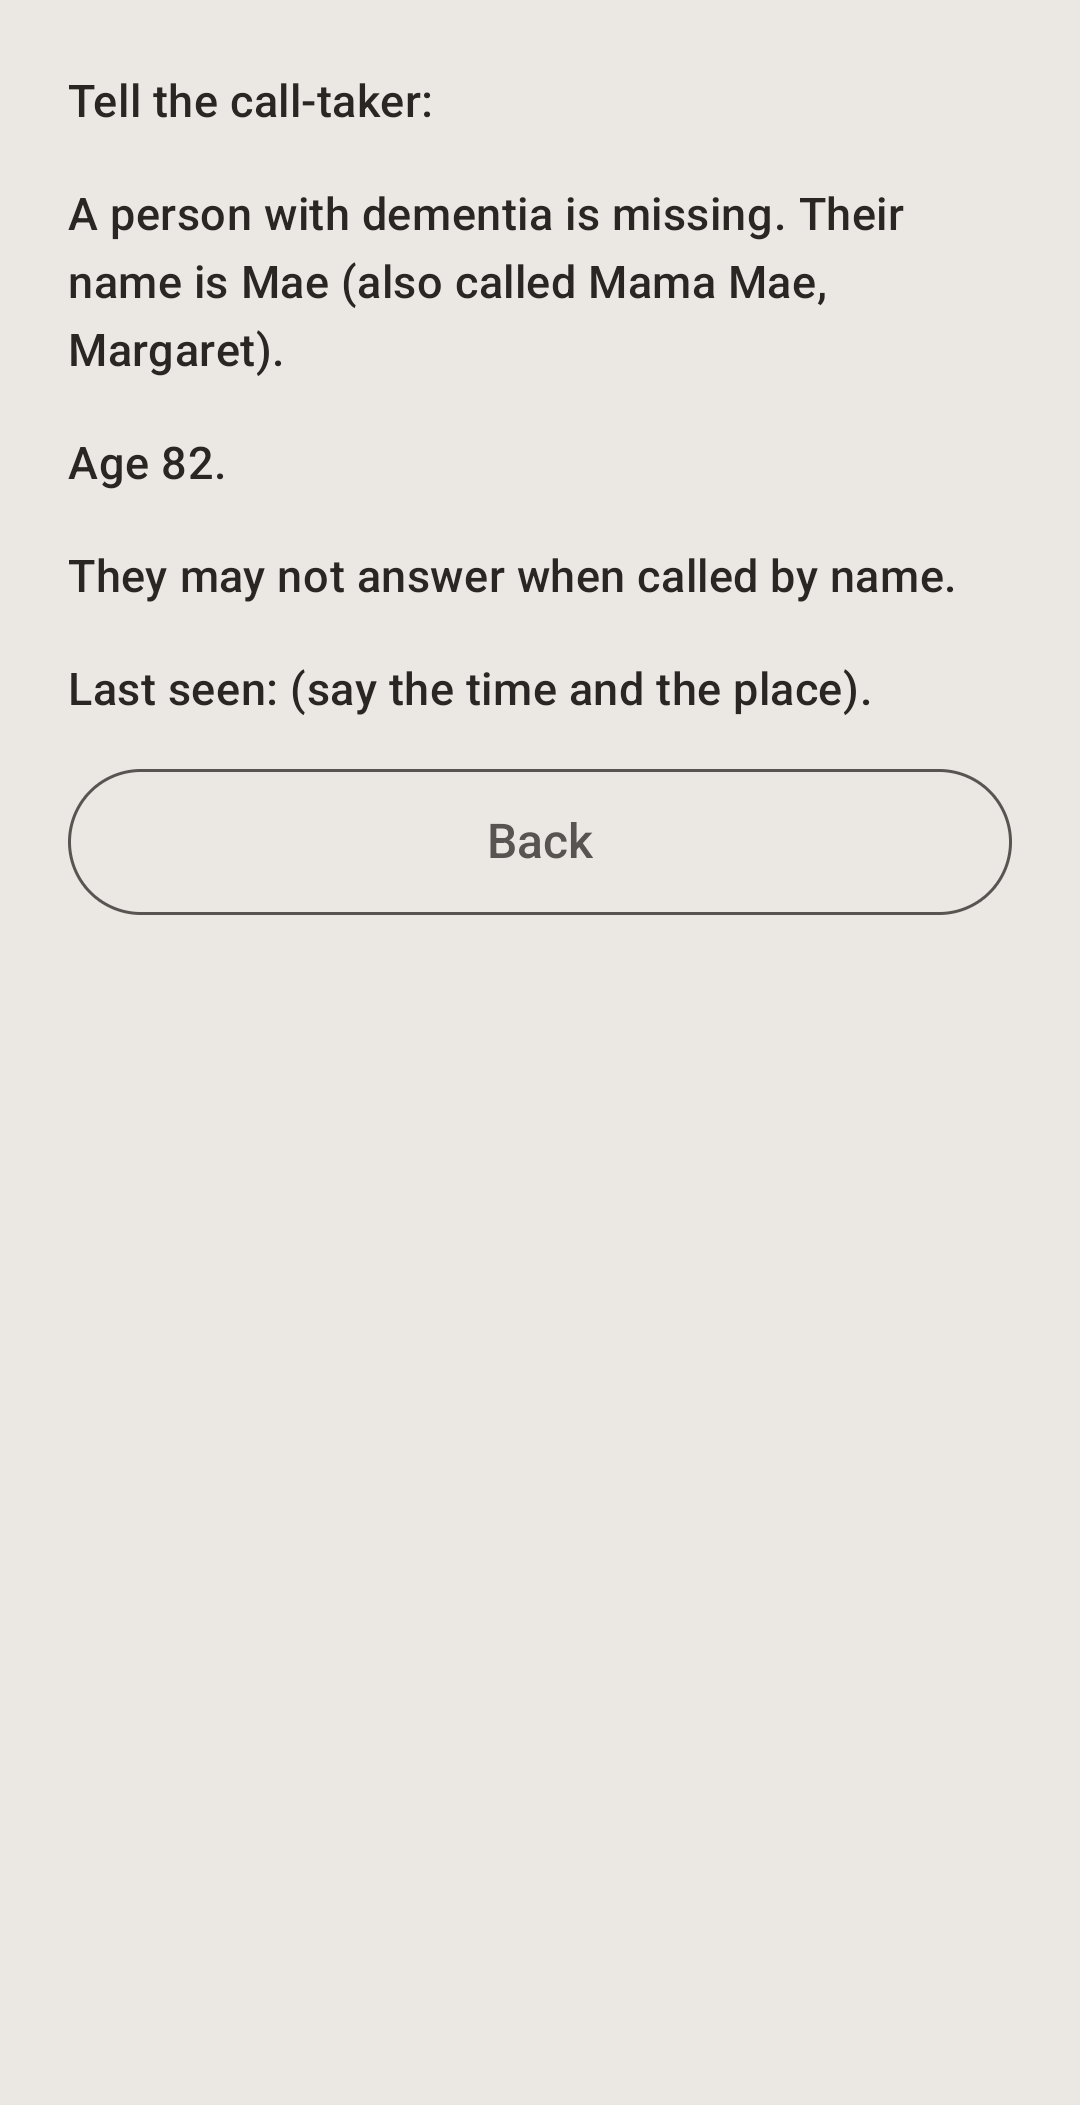 Tell the call-taker:
A person with dementia is missing. Their
name is Mae (also called Mama Mae,
Margaret).
Age 82.
They may not answer when called by name.
Last seen: (say the time and the place).
Back